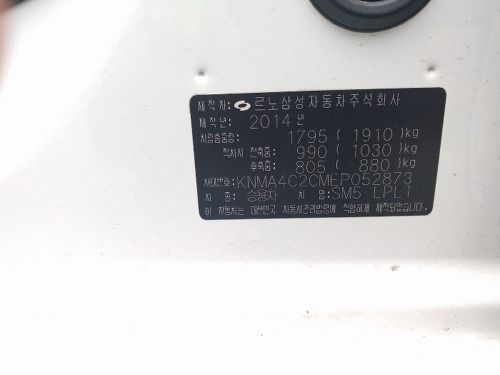 제작자: 르노삼성자동차주식회사
제작년: 2014년
차량총중량: 1795 ( 1910)kg
적차시 전축중: 990 ( 1030)kg
후축중: 805 ( 880)kg
차대번호: KNMA4C2CMEP052873
차 종: 승용차 차 명: SM5 LPLi
이 자동차는 대한민국 자동차관리법령에 적합하게 제작되었습니다.